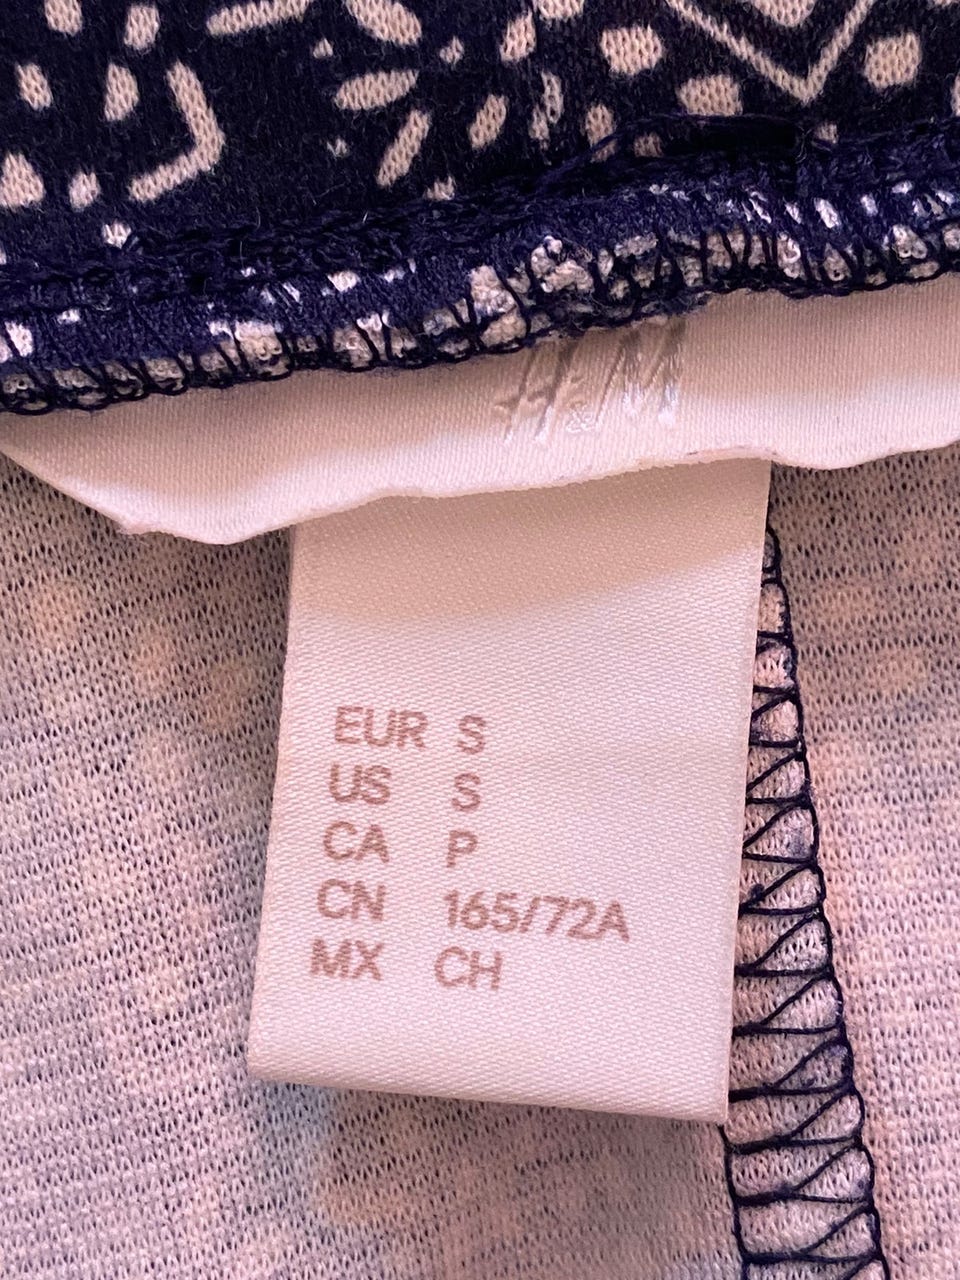 EUR S
US S
CA P
CN 165/72A
MX CH